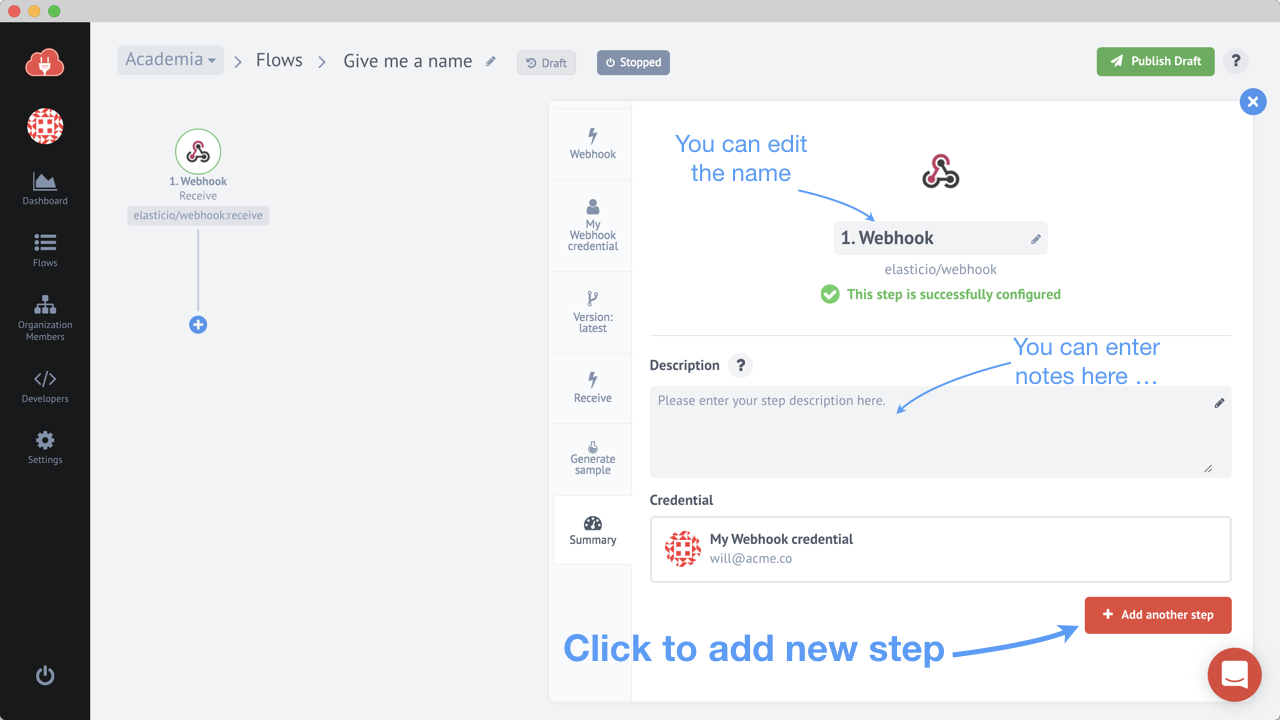 Academia
Flows
Give me a name
Draft
Stopped
Publish Draft
?
Dashboard
Flows
Organization
Members
Developers
Settings
1. Webhook
Receive
elasticio/webhook:receive
Webhook
My
Webhook
credential
Version:
latest
Receive
Generate
sample
Summary
You can edit
the name
1. Webhook
elasticio/webhook
This step is successfully configured
You can enter
notes here …
Description ?
Please enter your step description here.
Credential
My Webhook credential
will@acme.co
Add another step
Click to add new step